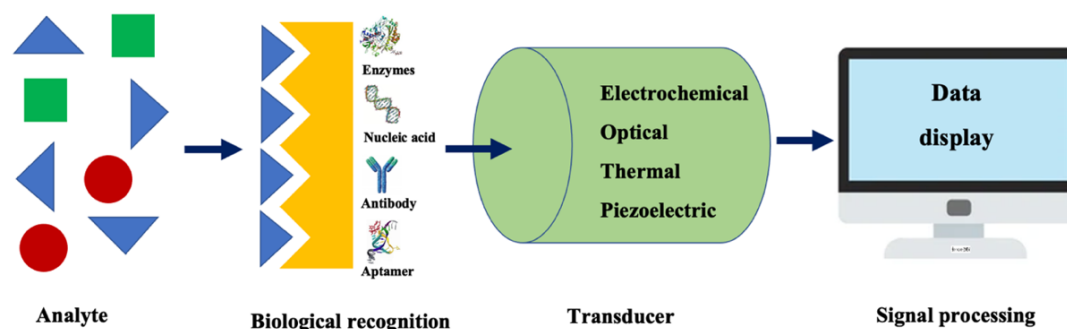 Enzymes
Nucleic acid
Antibody
Aptamer
Electrochemical
Optical
Thermal
Piezoelectric
Data
display
Analyte
Biological recognition
Transducer
Signal processing